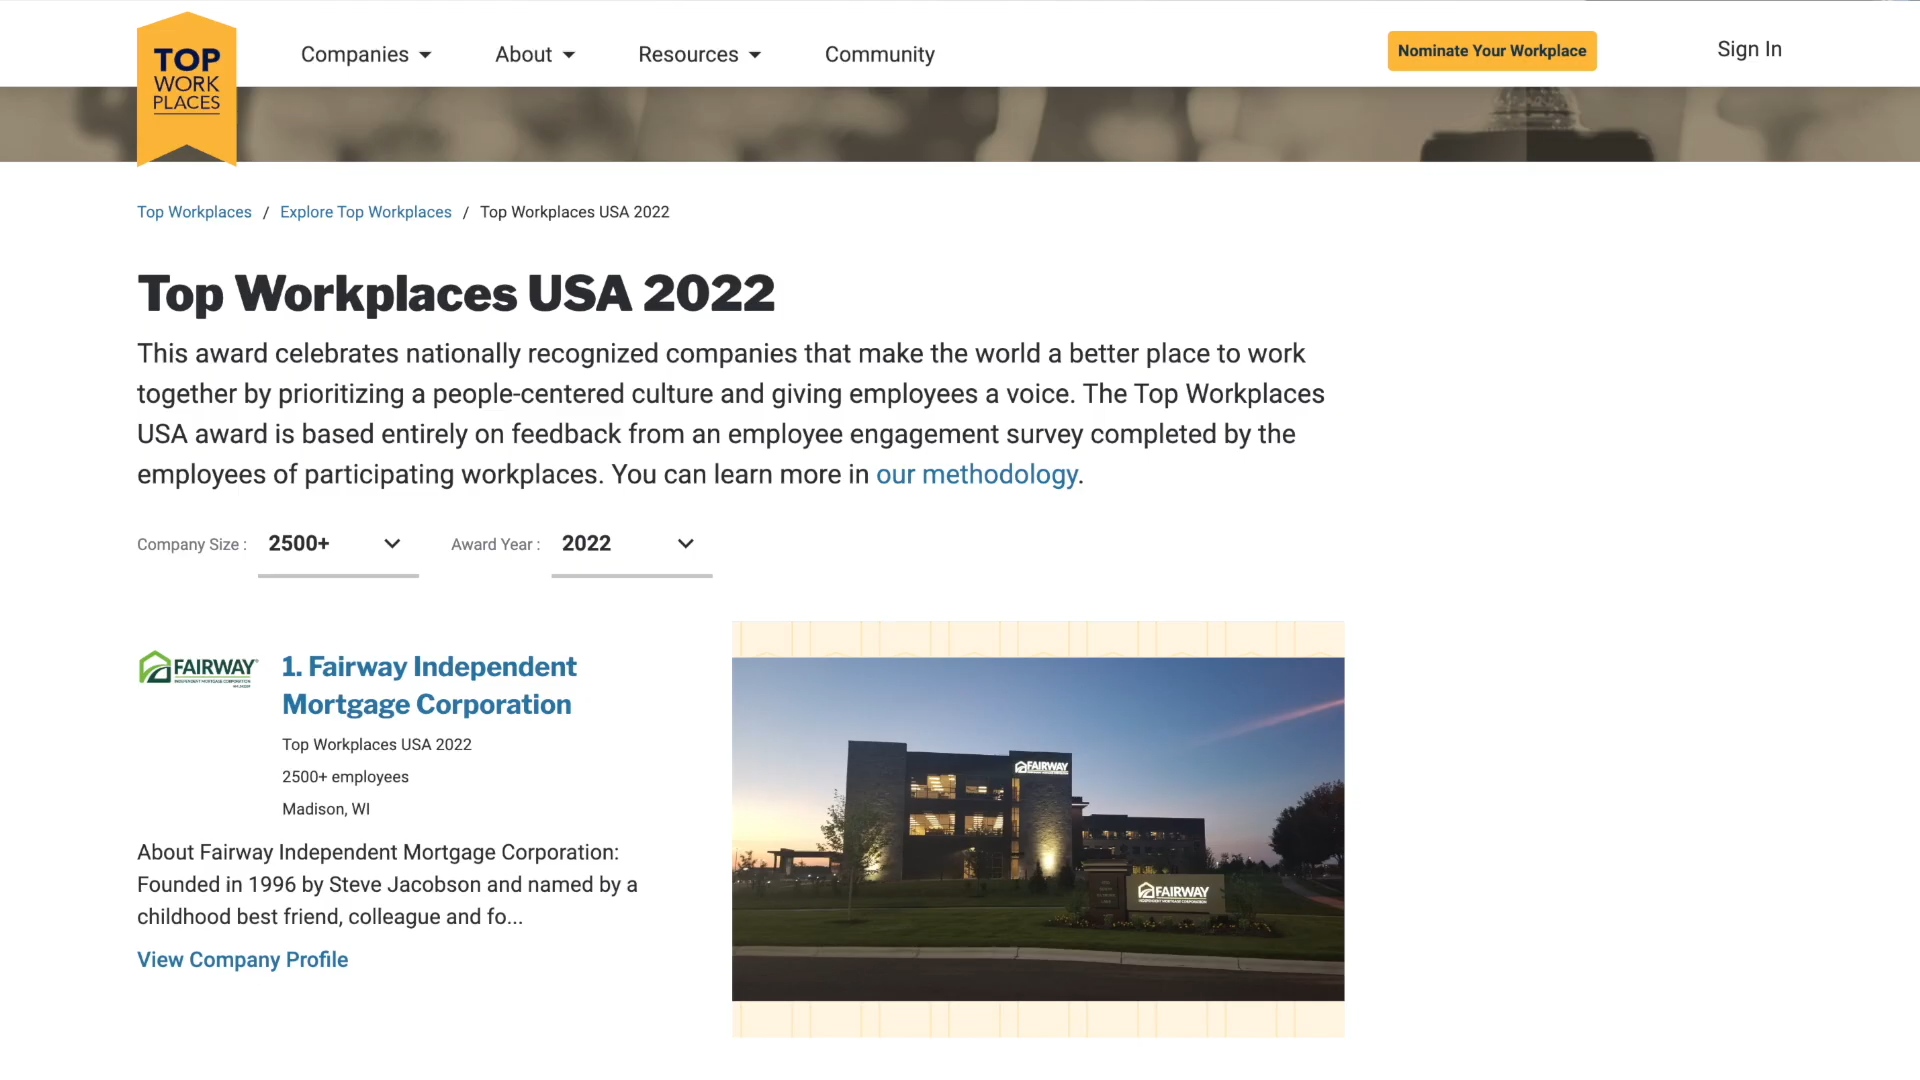 TOP
WORK
PLACES
Companies
About
Resources
Community
Nominate Your Workplace
Sign In
Top Workplaces / Explore Top Workplaces / Top Workplaces USA 2022
Top Workplaces USA 2022
This award celebrates nationally recognized companies that make the world a better place to work
together by prioritizing a people-centered culture and giving employees a voice. The Top Workplaces
USA award is based entirely on feedback from an employee engagement survey completed by the
employees of participating workplaces. You can learn more in our methodology.
Company Size : 2500+
Award Year : 2022
FAIRWAY
INDEPENDENT MORTGAGE CORPORATION
1. Fairway Independent
Mortgage Corporation
Top Workplaces USA 2022
2500+ employees
Madison, WI
About Fairway Independent Mortgage Corporation:
Founded in 1996 by Steve Jacobson and named by a
childhood best friend, colleague and fo...
View Company Profile
FAIRWAY
FAIRWAY
INDEPENDENT MORTGAGE CORPORATION